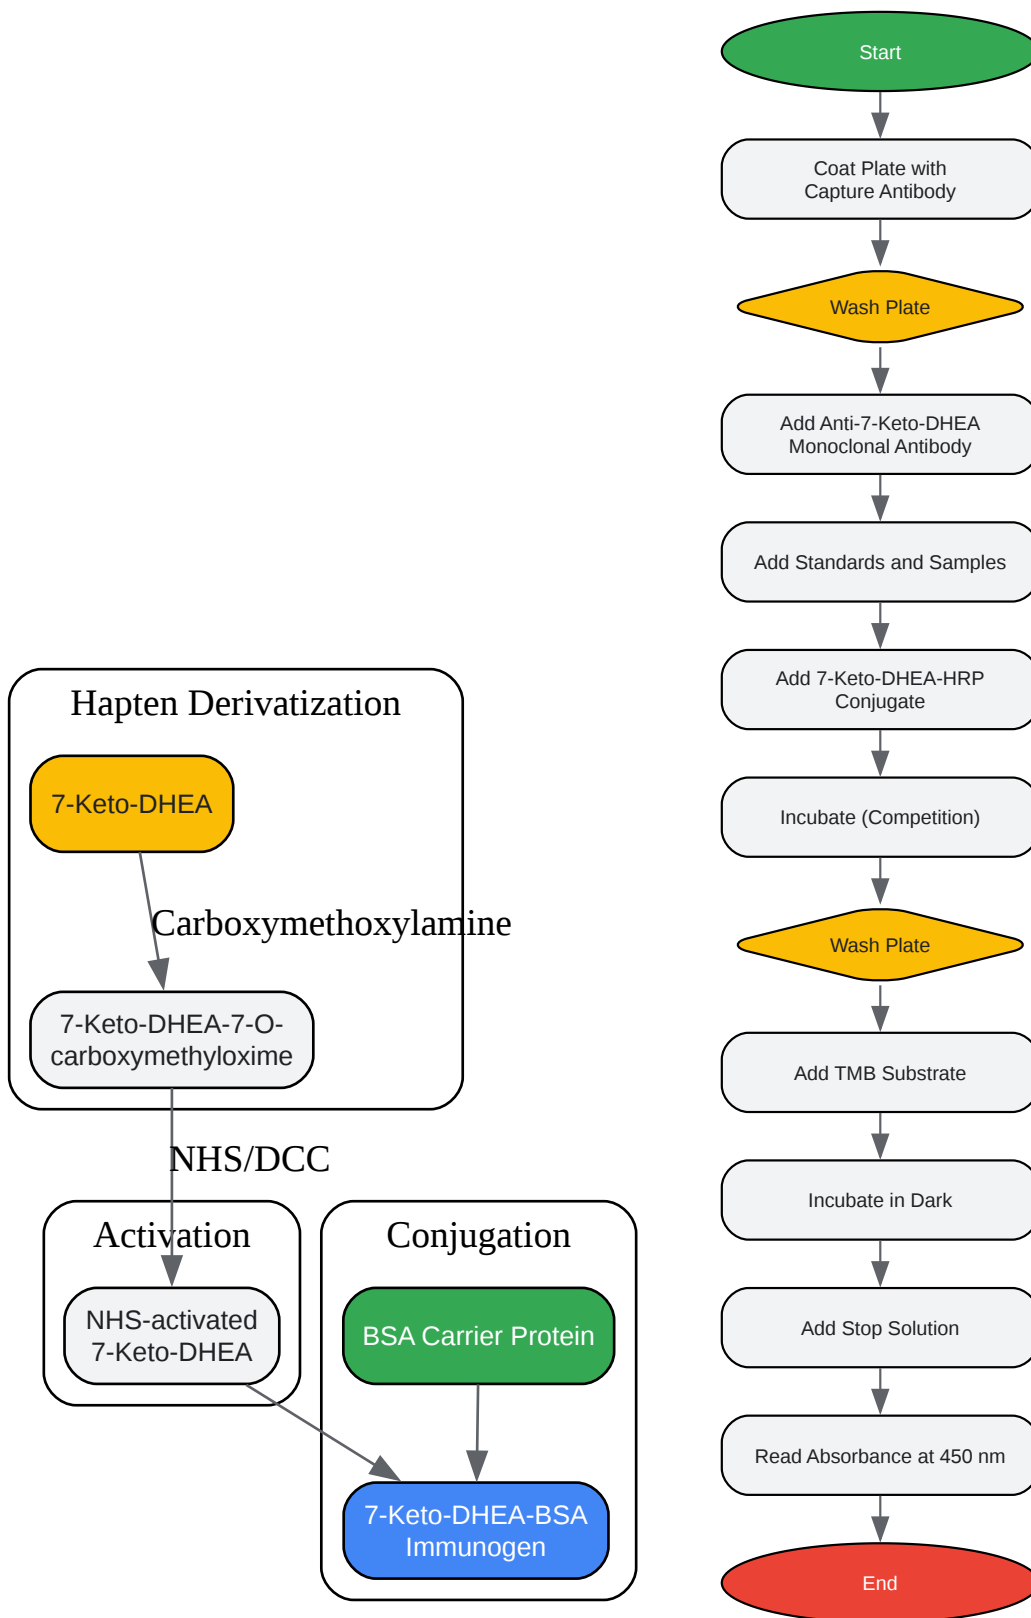 Hapten Derivatization
7-Keto-DHEA
Carboxymethoxylamine
7-Keto-DHEA-7-O-
carboxymethyloxime
NHS/DCC
Activation
NHS-activated
7-Keto-DHEA
Conjugation
BSA Carrier Protein
7-Keto-DHEA-BSA
Immunogen
Start
Coat Plate with
Capture Antibody
Wash Plate
Add Anti-7-Keto-DHEA
Monoclonal Antibody
Add Standards and Samples
Add 7-Keto-DHEA-HRP
Conjugate
Incubate (Competition)
Wash Plate
Add TMB Substrate
Incubate in Dark
Add Stop Solution
Read Absorbance at 450 nm
End